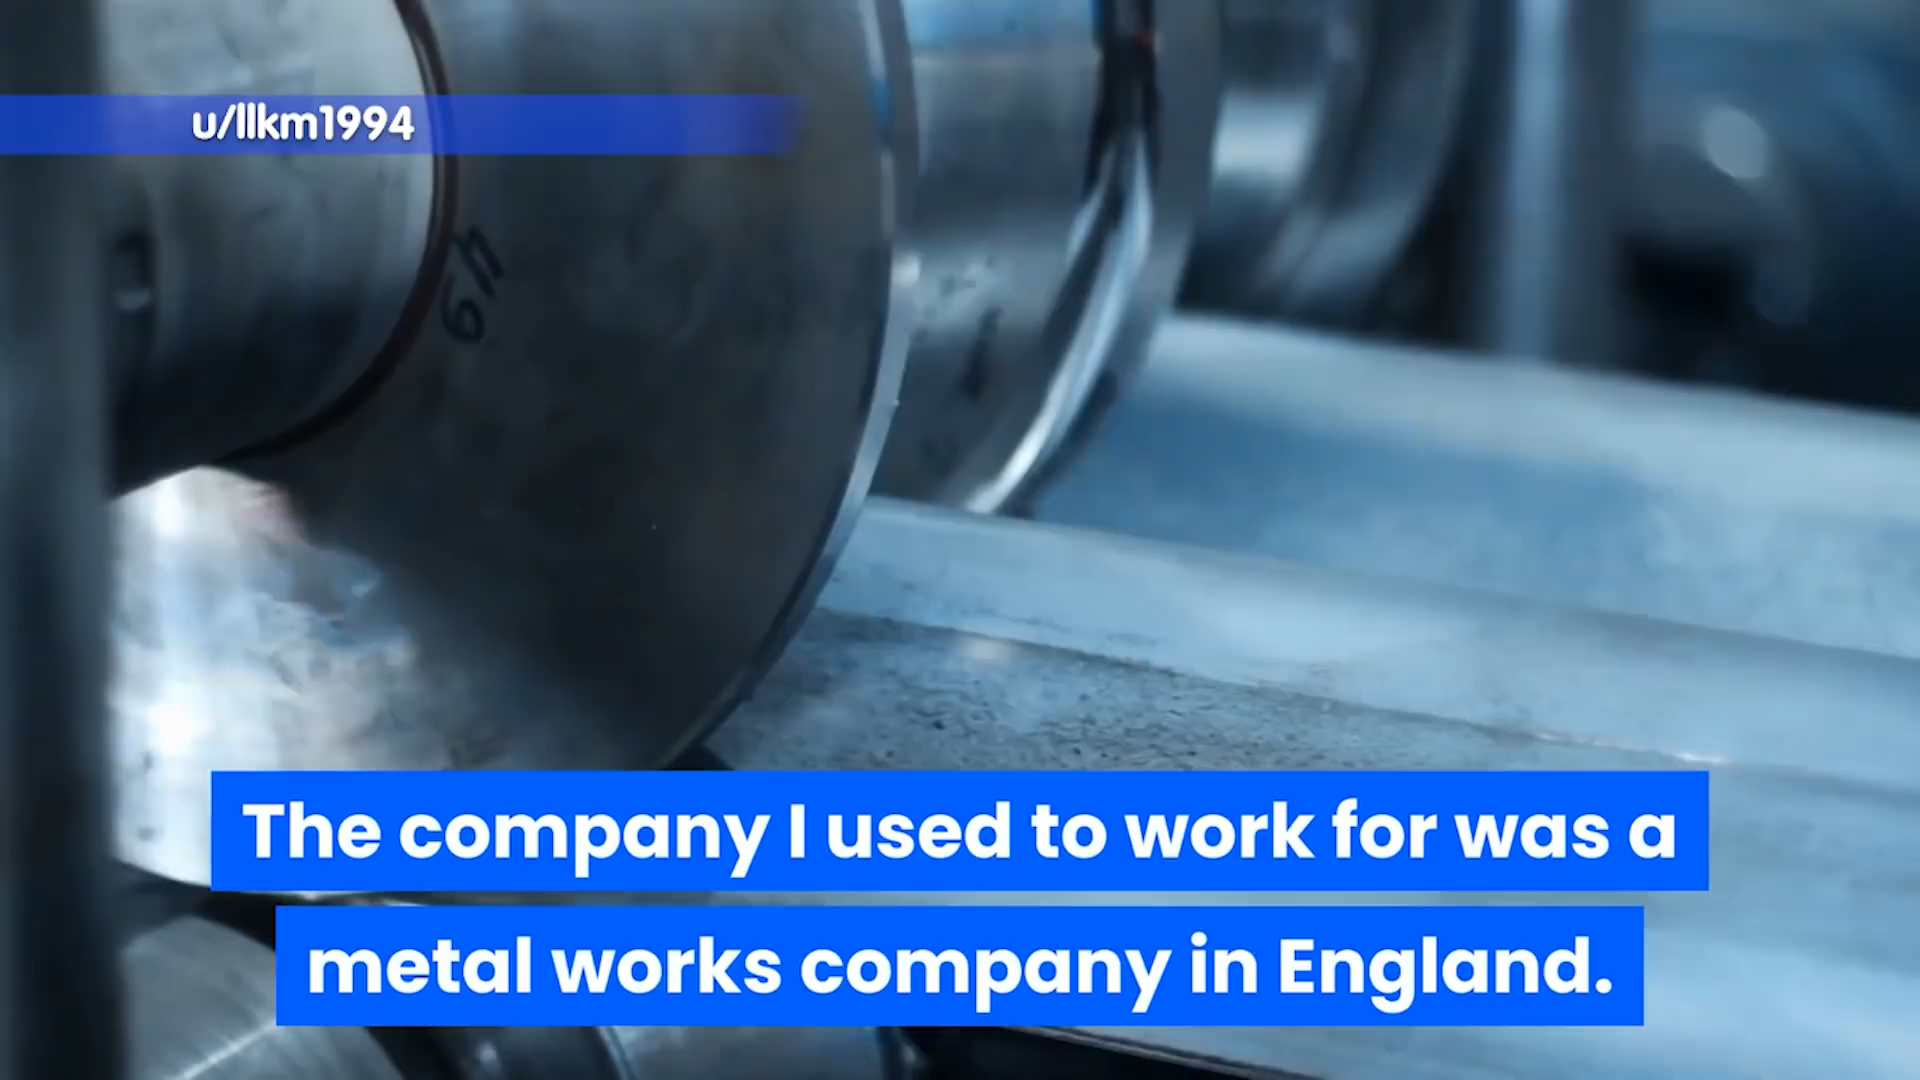 u/llkm1994
The company I used to work for was a
metal works company in England.